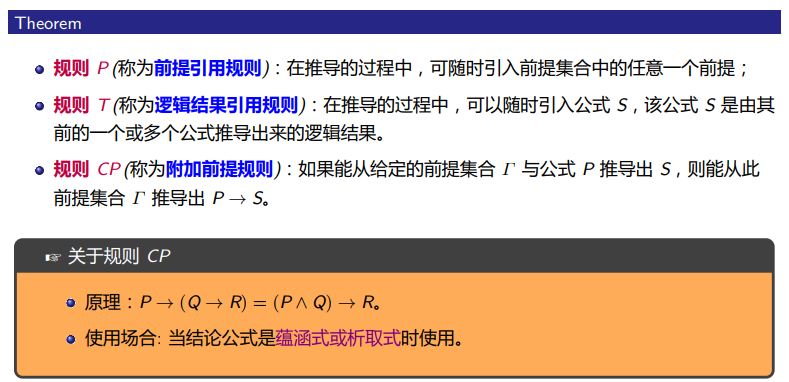 Theorem
规则 P (称为前提引用规则)：在推导的过程中，可随时引入前提集合中的任意一个前提；
规则 T (称为逻辑结果引用规则)：在推导的过程中，可以随时引入公式 S，该公式 S 是由其
前的一个或多个公式推导出来的逻辑结果。
规则 CP (称为附加前提规则)：如果能从给定的前提集合 Γ 与公式 P 推导出 S，则能从此
前提集合 Γ 推导出 P → S。
☞ 关于规则 CP
原理：P → (Q → R) = (P ∧ Q) → R。
使用场合: 当结论公式是蕴涵式或析取式时使用。